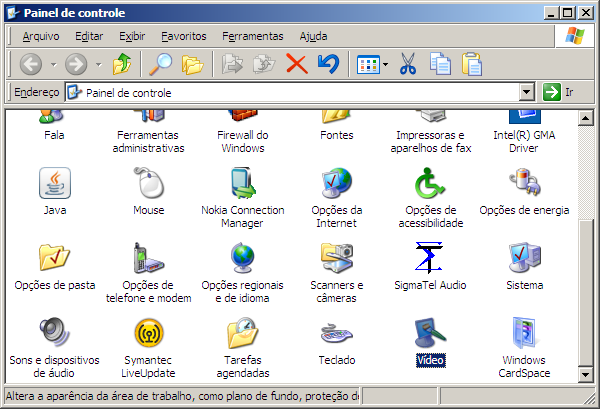 Painel de controle
Arquivo Editar Exibir Favoritos Ferramentas Ajuda
Endereço Painel de controle Ir
Fala Ferramentas administrativas Firewall do Windows Fontes Impressoras e aparelhos de fax Intel(R) GMA Driver
Java Mouse Nokia Connection Manager Opções da Internet Opções de acessibilidade Opções de energia
Opções de pasta Opções de telefone e modem Opções regionais e de idioma Scanners e câmeras SigmaTel Audio Sistema
Sons e dispositivos de áudio Symantec LiveUpdate Tarefas agendadas Teclado Vídeo Windows CardSpace
Altera a aparência da área de trabalho, como plano de fundo, proteção d